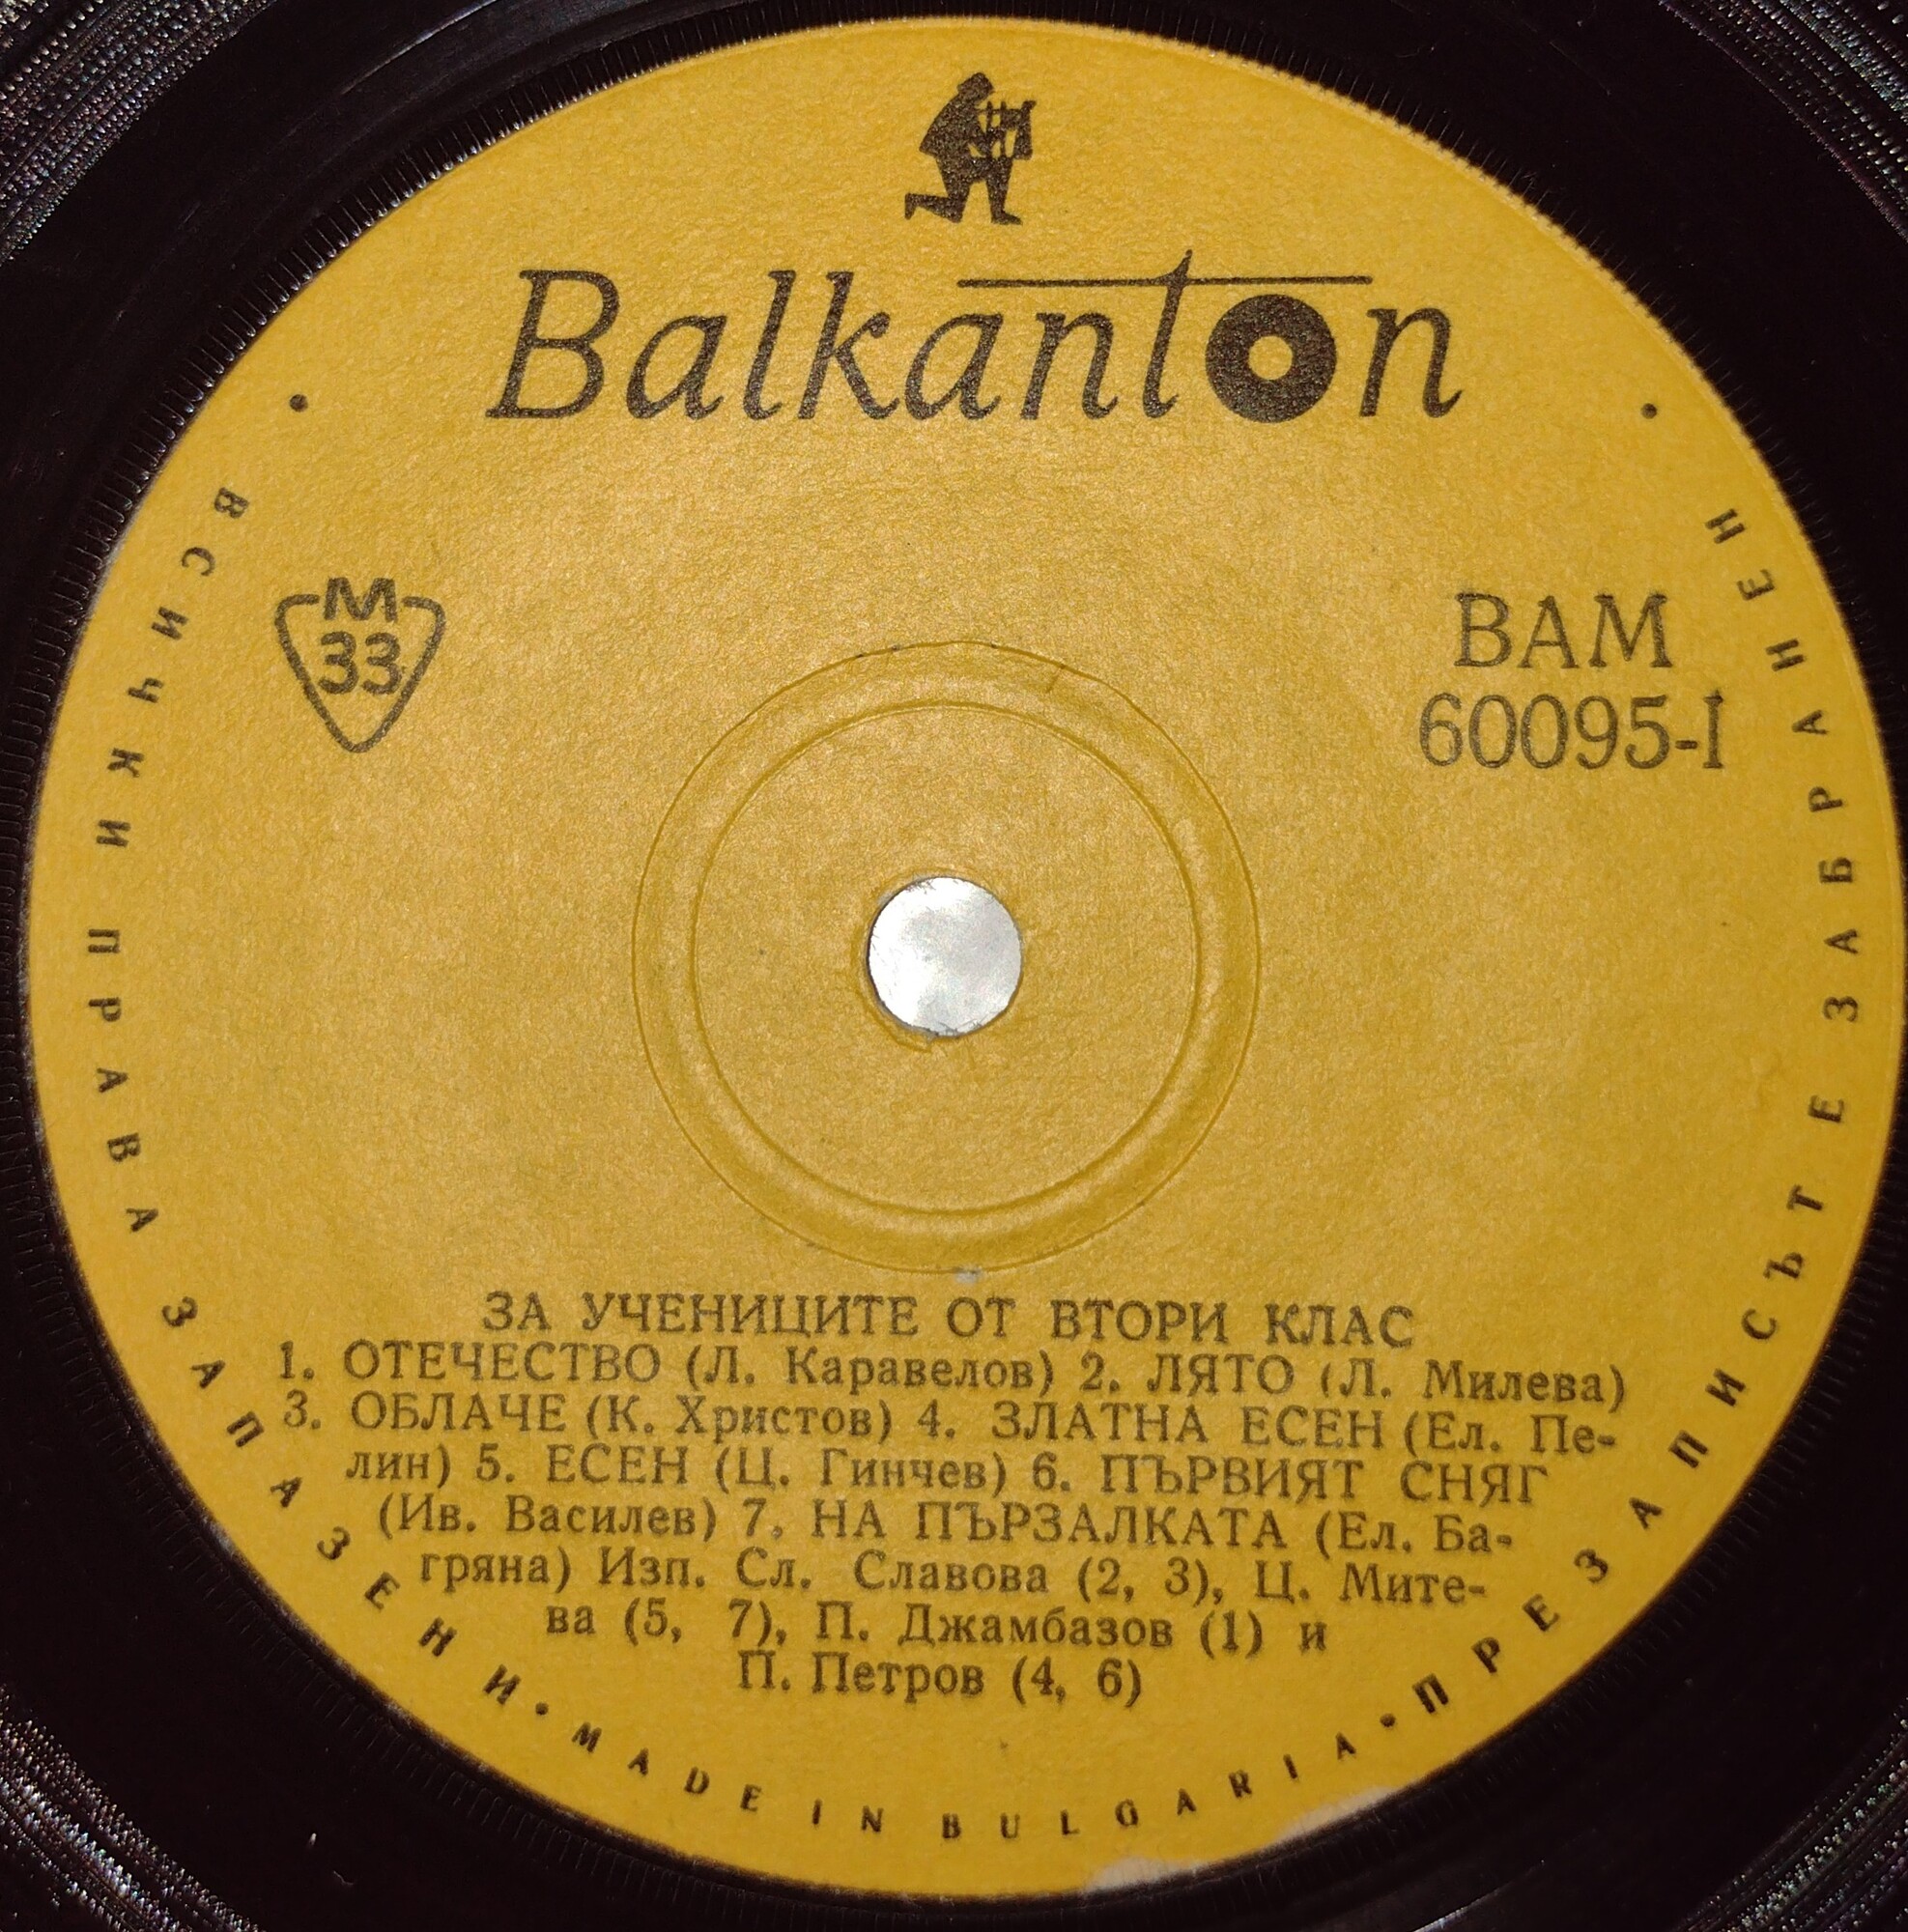 Balkanton
M
33
ВАМ
60095-I
ЗА УЧЕНИЦИТЕ ОТ ВТОРИ КЛАС
1. ОТЕЧЕСТВО (Л. Каравелов) 2. ЛЯТО (Л. Милева)
3. ОБЛАЧЕ (К. Христов) 4. ЗЛАТНА ЕСЕН (Ел. Пе-
лин) 5. ЕСЕН (Ц. Гинчев) 6. ПЪРВИЯТ СНЯГ
(Ив. Василев) 7. НА ПЪРЗАЛКАТА (Ел. Ба-
гряна) Изп. Сл. Славова (2, 3), Ц. Мите-
ва (5, 7), П. Джамбазов (1) и
П. Петров (4, 6)
• ВСИЧКИ ПРАВА ЗАПАЗЕНИ • MADE IN BULGARIA • ПРЕЗАПИСЪТ Е ЗАБРАНЕН •